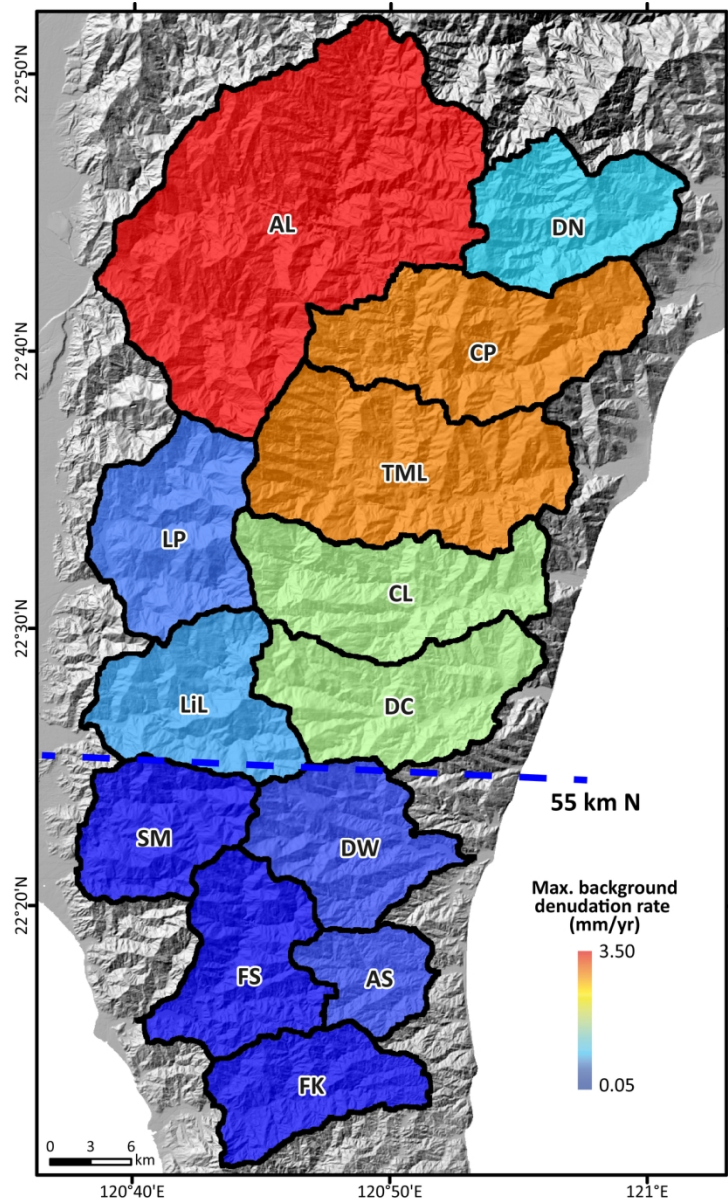 22°50'N
AL
DN
22°40'N
CP
TML
LP
CL
22°30'N
LiL
DC
55 km N
SM
DW
Max. background
denudation rate
(mm/yr)
22°20'N
3.50
FS
AS
0.05
FK
0 3 6
km
120°40'E 120°50'E 121°E